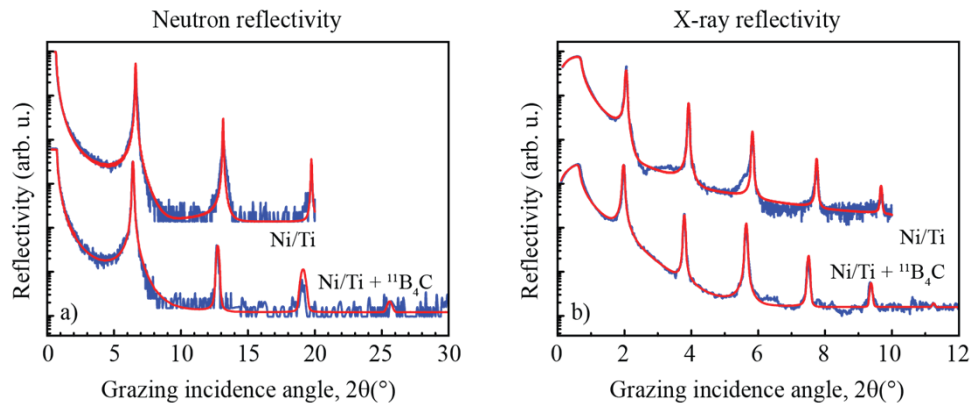 Neutron reflectivity
Reflectivity (arb. u.)
Ni/Ti
Ni/Ti + ¹¹B₄C
a)
0 5 10 15 20 25 30
Grazing incidence angle, 2θ(°)
X-ray reflectivity
Reflectivity (arb. u.)
Ni/Ti
Ni/Ti + ¹¹B₄C
b)
0 2 4 6 8 10 12
Grazing incidence angle, 2θ(°)